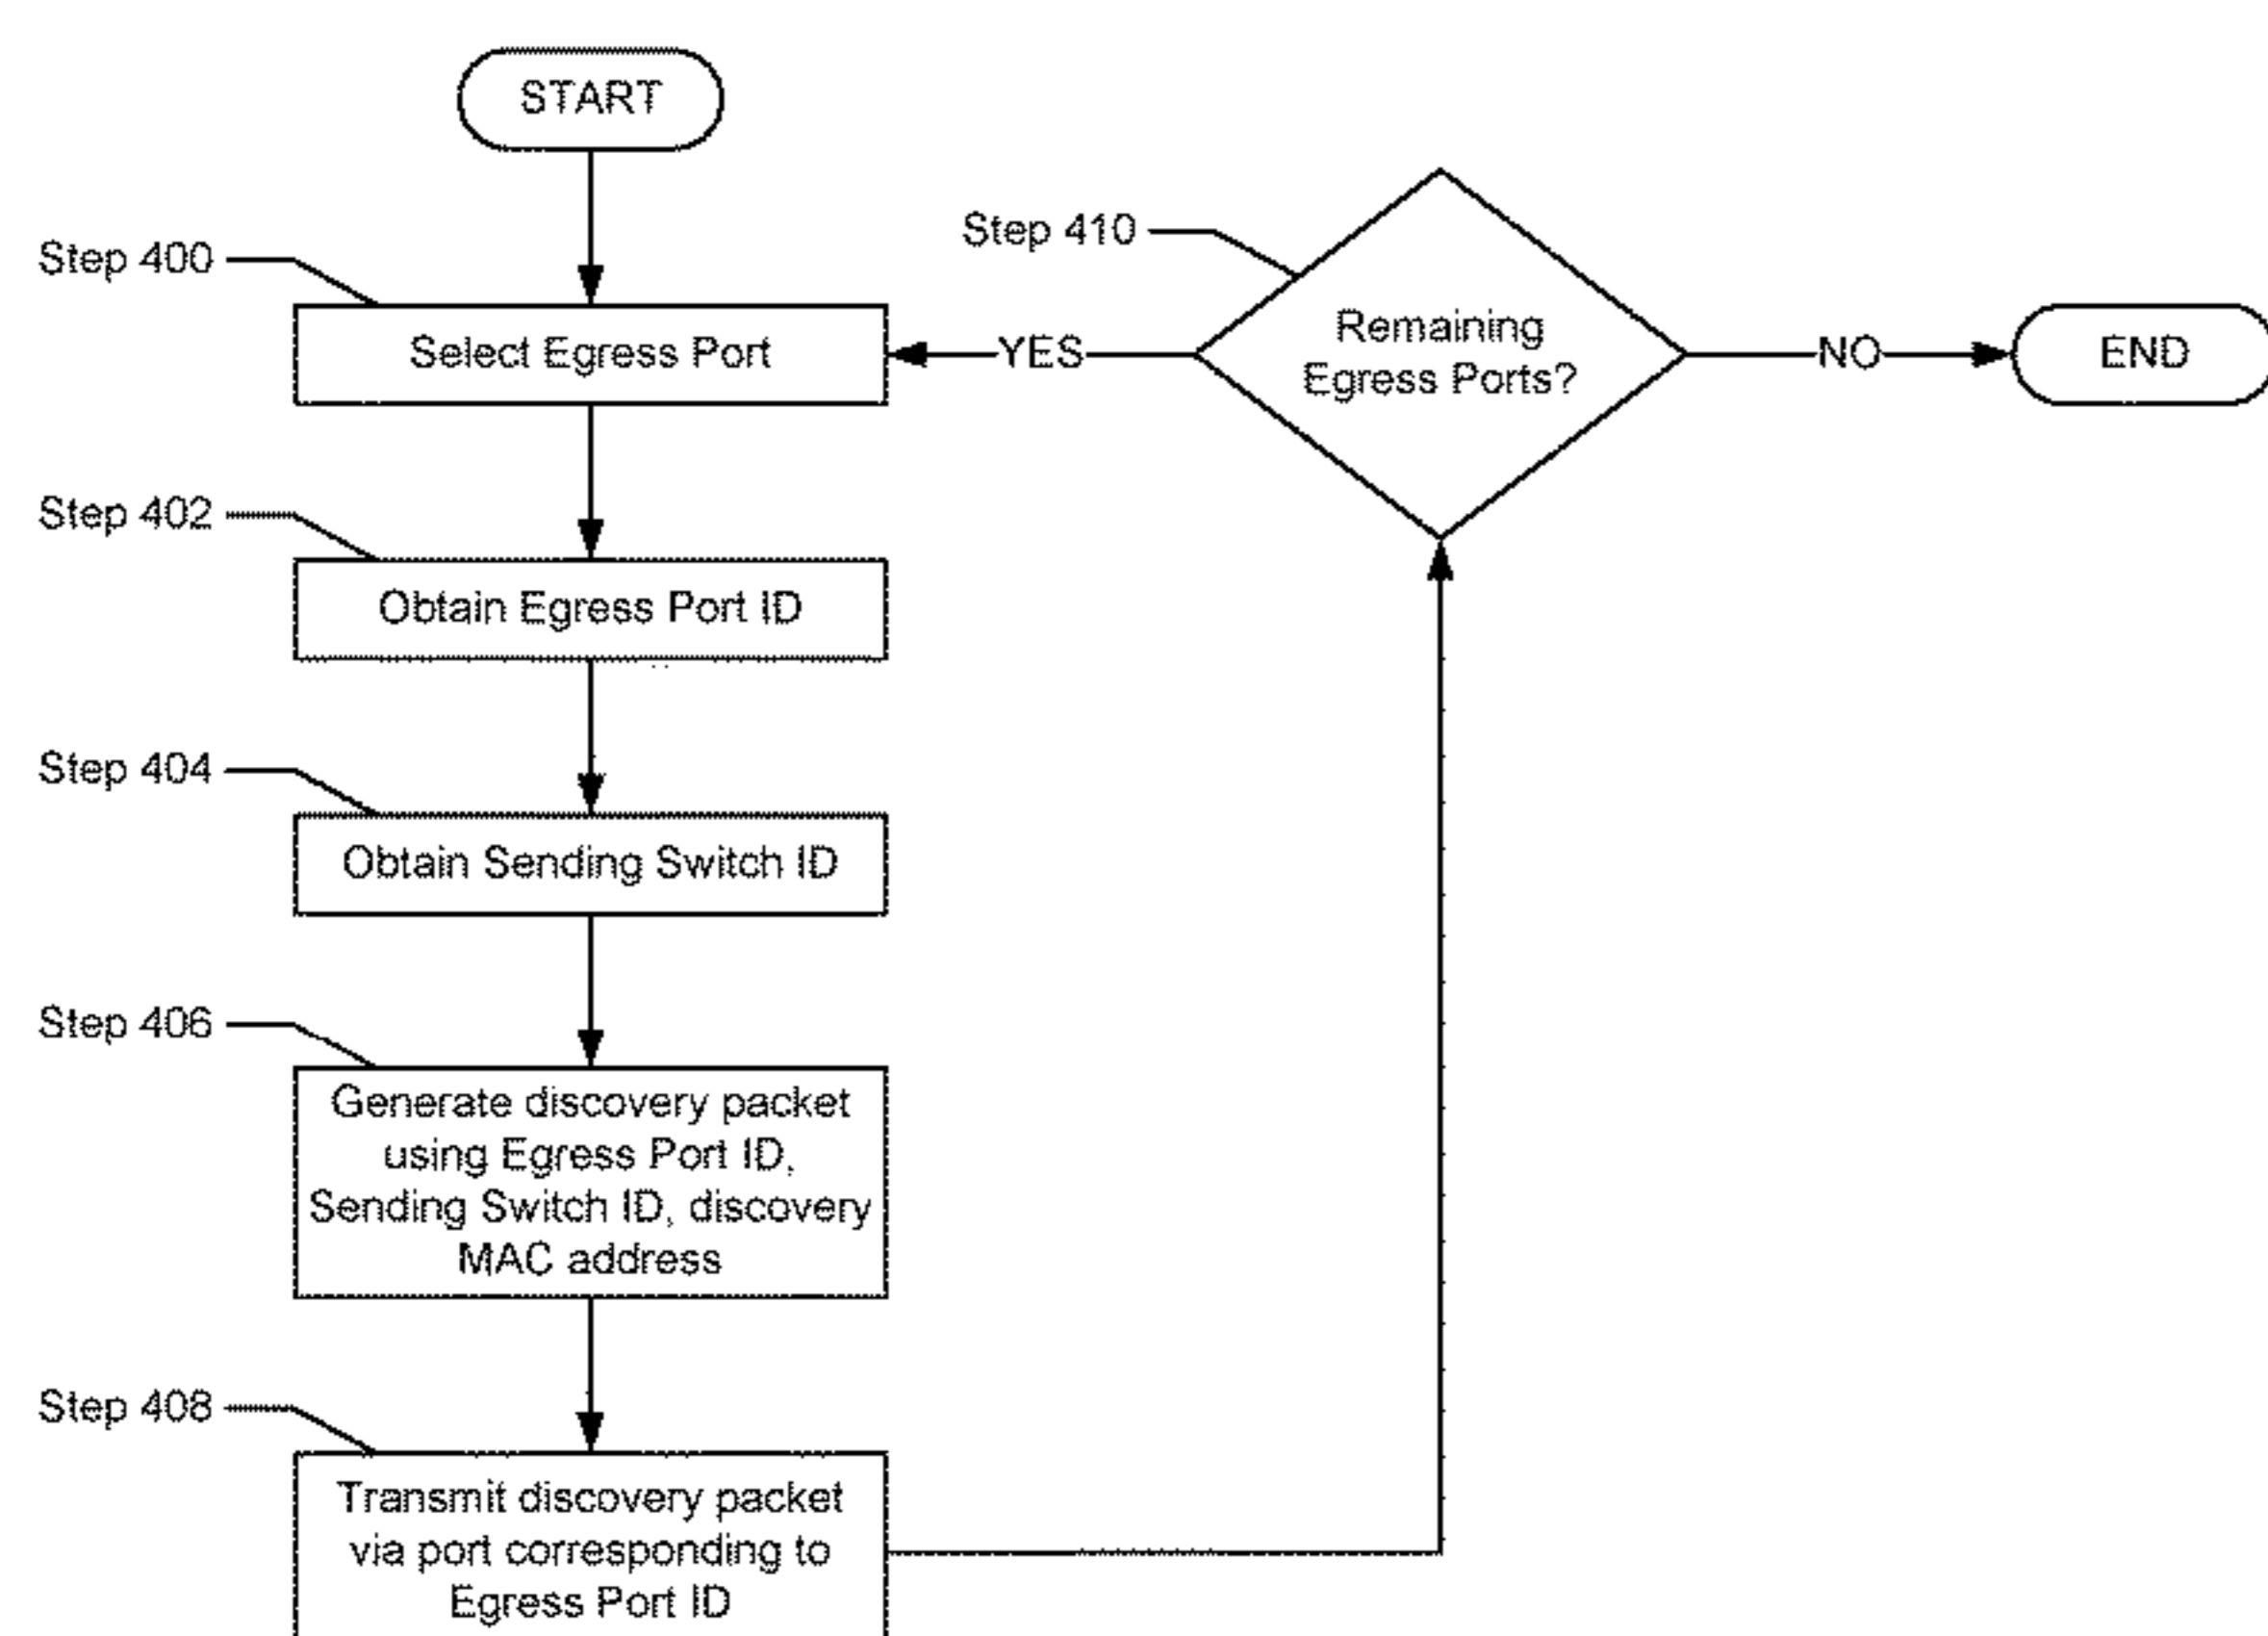 START
Step 400
Select Egress Port
Step 402
Obtain Egress Port ID
Step 404
Obtain Sending Switch ID
Step 406
Generate discovery packet
using Egress Port ID,
Sending Switch ID, discovery
MAC address
Step 408
Transmit discovery packet
via port corresponding to
Egress Port ID
Step 410
Remaining
Egress Ports?
YES
NO
END